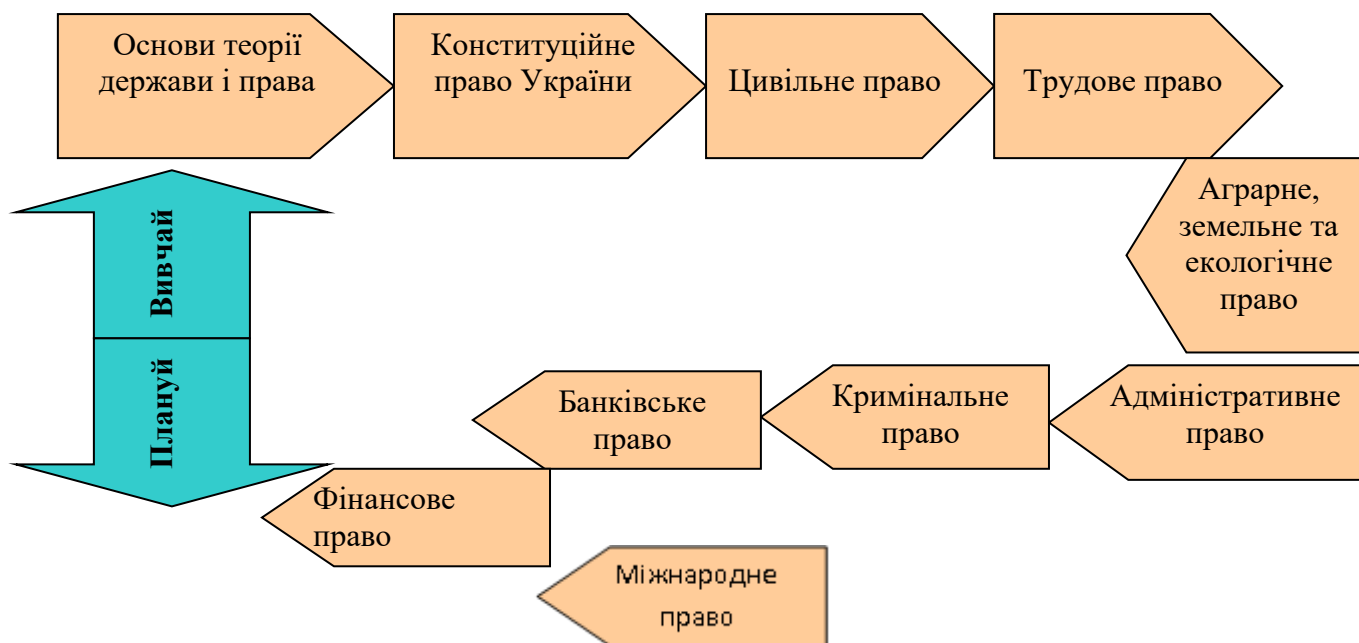 Основи теорії
держави і права
Конституційне
право України
Цивільне право
Трудове право
Аграрне,
земельне та
екологічне
право
Вивчай
Плануй
Адміністративне
право
Кримінальне
право
Банківське
право
Фінансове
право
Міжнародне
право